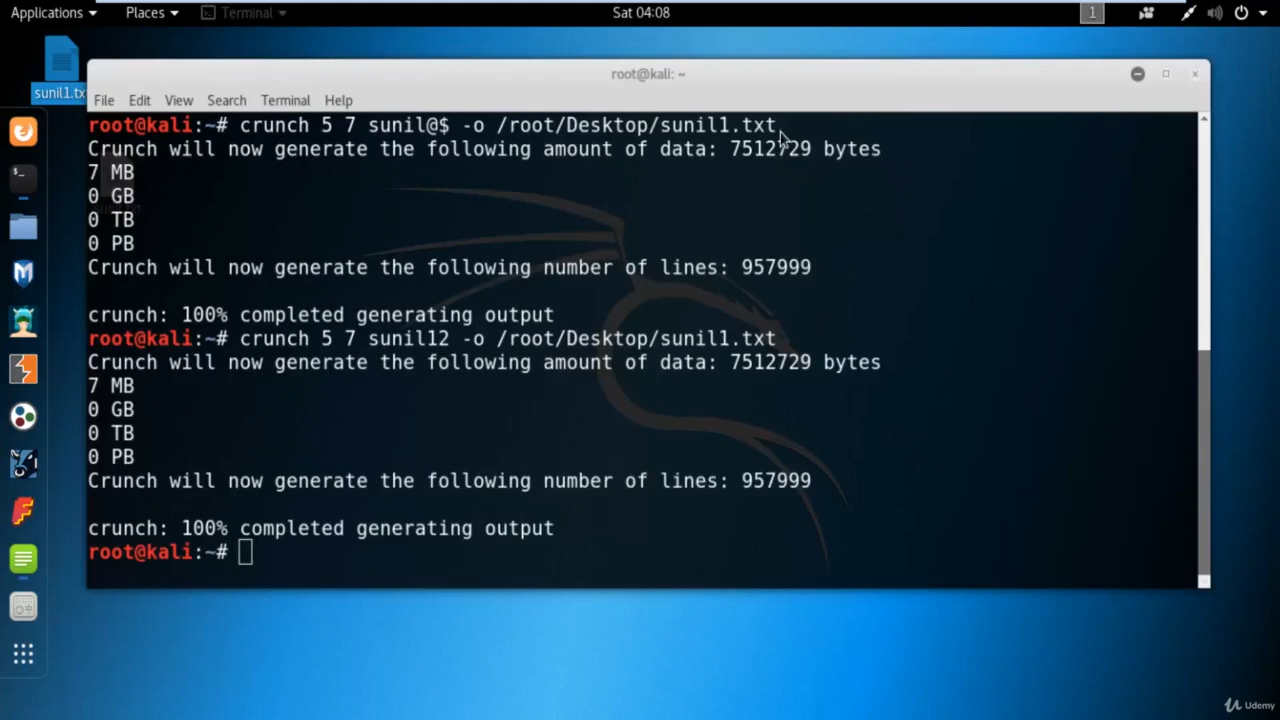 Applications Places Terminal Sat 04:08 1
sunil1.tx
root@kali: ~
File Edit View Search Terminal Help
root@kali:~# crunch 5 7 sunil@$ -o /root/Desktop/sunil1.txt
Crunch will now generate the following amount of data: 7512729 bytes
7 MB
0 GB
0 TB
0 PB
Crunch will now generate the following number of lines: 957999
crunch: 100% completed generating output
root@kali:~# crunch 5 7 sunil12 -o /root/Desktop/sunil1.txt
Crunch will now generate the following amount of data: 7512729 bytes
7 MB
0 GB
0 TB
0 PB
Crunch will now generate the following number of lines: 957999
crunch: 100% completed generating output
root@kali:~#
Udemy